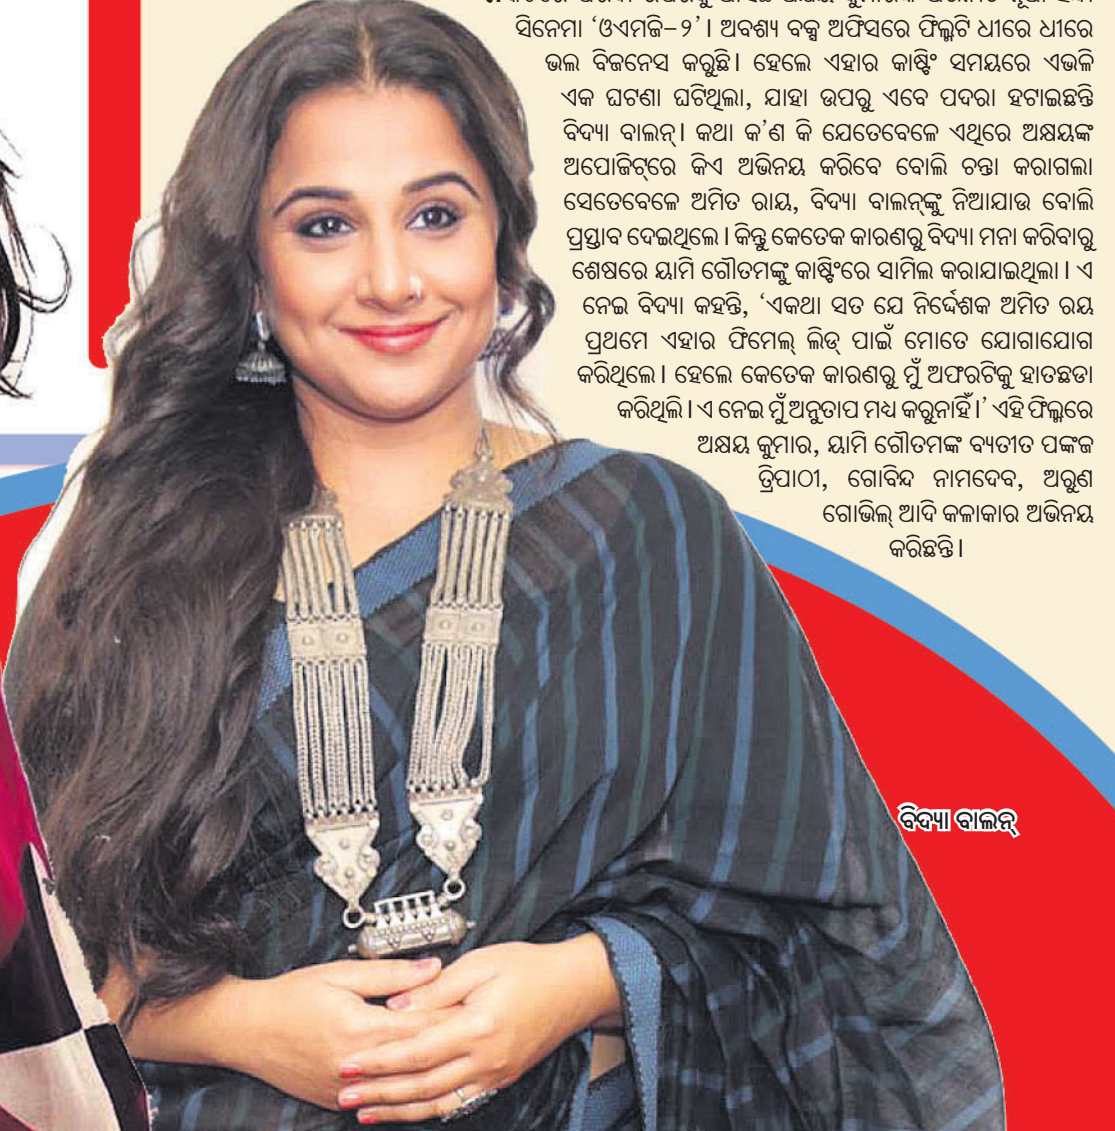 ସିନେମା ‘ଓଏମଜି–୨’। ଅବଶ୍ୟ ବକ୍ସ ଅଫିସରେ ଫିଲ୍ମଟି ଧୀରେ ଧୀରେ
ଭଲ ବିଜନେସ କରୁଛି। ହେଲେ ଏହାର କାଷ୍ଟିଂ ସମୟରେ ଏଭଳି
ଏକ ଘଟଣା ଘଟିଥିଲା, ଯାହା ଉପରୁ ଏବେ ପଦରା ହଟାଇଛନ୍ତି
ବିଦ୍ୟା ବାଲନ୍। କଥା କ’ଣ କି ଯେତେବେଳେ ଏଥିରେ ଅକ୍ଷୟଙ୍କ
ଅପୋଜିଟ୍‌ରେ କିଏ ଅଭିନୟ କରିବେ ବୋଲି ଚନ୍ତା କରାଗଲା
ସେତେବେଳେ ଅମିତ ରାୟ, ବିଦ୍ୟା ବାଲନ୍‌ଙ୍କୁ ନିଆଯାଉ ବୋଲି
ପ୍ରସ୍ତାବ ଦେଇଥିଲେ। କିନ୍ତୁ କେତେକ କାରଣରୁ ବିଦ୍ୟା ମନା କରିବାରୁ
ଶେଷରେ ୟାମି ଗୌତମଙ୍କୁ କାଷ୍ଟିଂରେ ସାମିଲ କରାଯାଇଥିଲା। ଏ
ନେଇ ବିଦ୍ୟା କହନ୍ତି, ‘ଏକଥା ସତ ଯେ ନିର୍ଦ୍ଦେଶକ ଅମିତ ରୟ
ପ୍ରଥମେ ଏହାର ଫିମେଲ୍ ଲିଡ୍ ପାଇଁ ମୋତେ ଯୋଗାଯୋଗ
କରିଥିଲେ। ହେଲେ କେତେକ କାରଣରୁ ମୁଁ ଅଫରଟିକୁ ହାତଛଡା
କରିଥିଲି। ଏ ନେଇ ମୁଁ ଅନୁତାପ ମଧ୍ୟ କରୁନାହିଁ।’ ଏହି ଫିଲ୍ମରେ
ଅକ୍ଷୟ କୁମାର, ୟାମି ଗୌତମଙ୍କ ବ୍ୟତୀତ ପଙ୍କଜ
ତ୍ରିପାଠୀ, ଗୋବିନ୍ଦ ନାମଦେବ, ଅରୁଣ
ଗୋଭିଲ୍ ଆଦି କଳାକାର ଅଭିନୟ
କରିଛନ୍ତି।
ବିଦ୍ୟା ବାଲନ୍